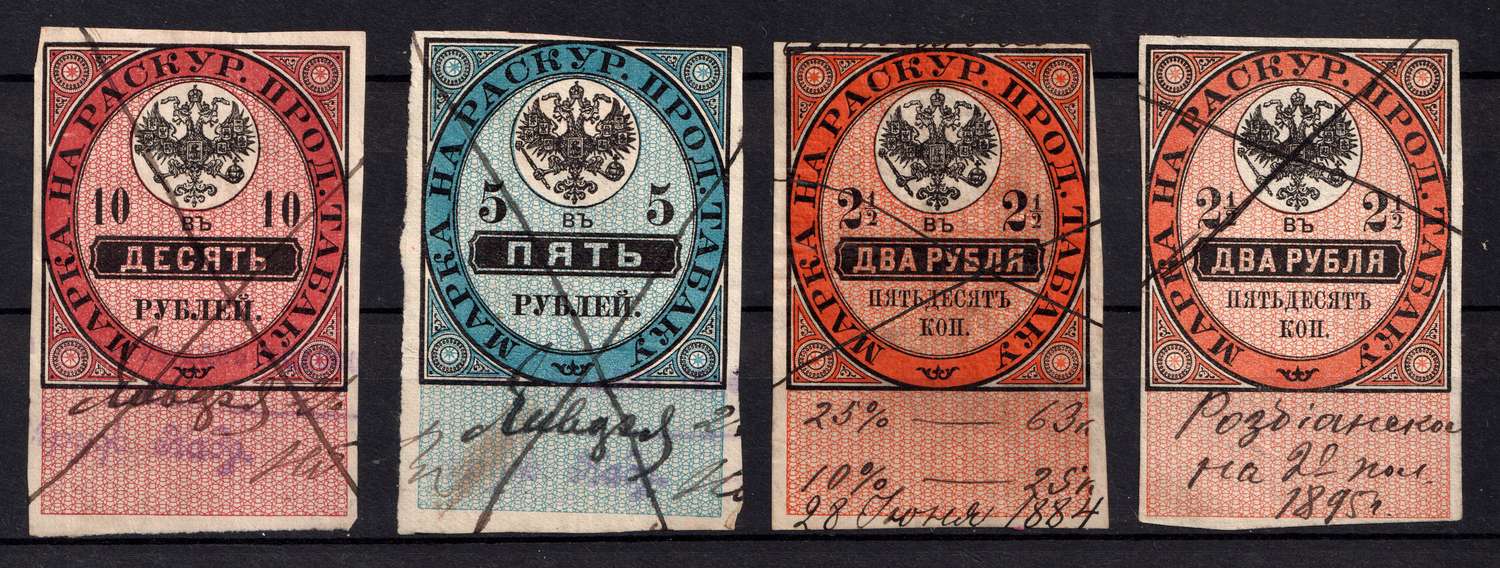 МАРКА НА РАСКУР. ПРОД. ТАБАКУ
10 10
ВЪ
ДЕСЯТЬ
РУБЛЕЙ.
МАРКА НА РАСКУР. ПРОД. ТАБАКУ
5 5
ВЪ
ПЯТЬ
РУБЛЕЙ.
МАРКА НА РАСКУР. ПРОД. ТАБАКУ
2½ 2½
ВЪ
ДВА РУБЛЯ
ПЯТЬДЕСЯТЪ
КОП.
25% — 63к
10% — 25к
28 Iюня 1884
МАРКА НА РАСКУР. ПРОД. ТАБАКУ
2½ 2½
ВЪ
ДВА РУБЛЯ
ПЯТЬДЕСЯТЪ
КОП.
на 2е пол.
1895г.